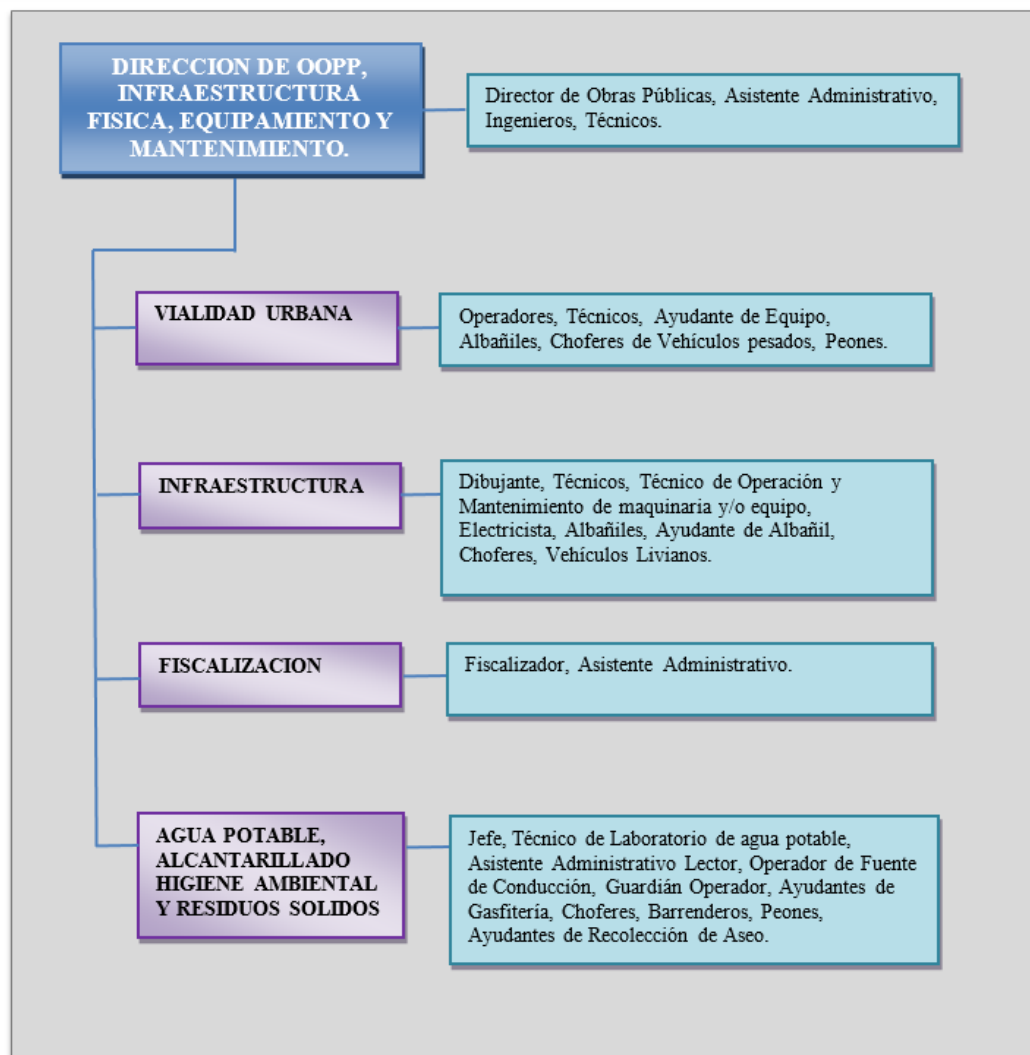 DIRECCION DE OOPP,
INFRAESTRUCTURA
FISICA, EQUIPAMIENTO Y
MANTENIMIENTO.
Director de Obras Públicas, Asistente Administrativo,
Ingenieros, Técnicos.
VIALIDAD URBANA
Operadores, Técnicos, Ayudante de Equipo,
Albañiles, Choferes de Vehículos pesados, Peones.
INFRAESTRUCTURA
Dibujante, Técnicos, Técnico de Operación y
Mantenimiento de maquinaria y/o equipo,
Electricista, Albañiles, Ayudante de Albañil,
Choferes, Vehículos Livianos.
FISCALIZACION
Fiscalizador, Asistente Administrativo.
AGUA POTABLE,
ALCANTARILLADO
HIGIENE AMBIENTAL
Y RESIDUOS SOLIDOS
Jefe, Técnico de Laboratorio de agua potable,
Asistente Administrativo Lector, Operador de Fuente
de Conducción, Guardián Operador, Ayudantes de
Gasfitería, Choferes, Barrenderos, Peones,
Ayudantes de Recolección de Aseo.